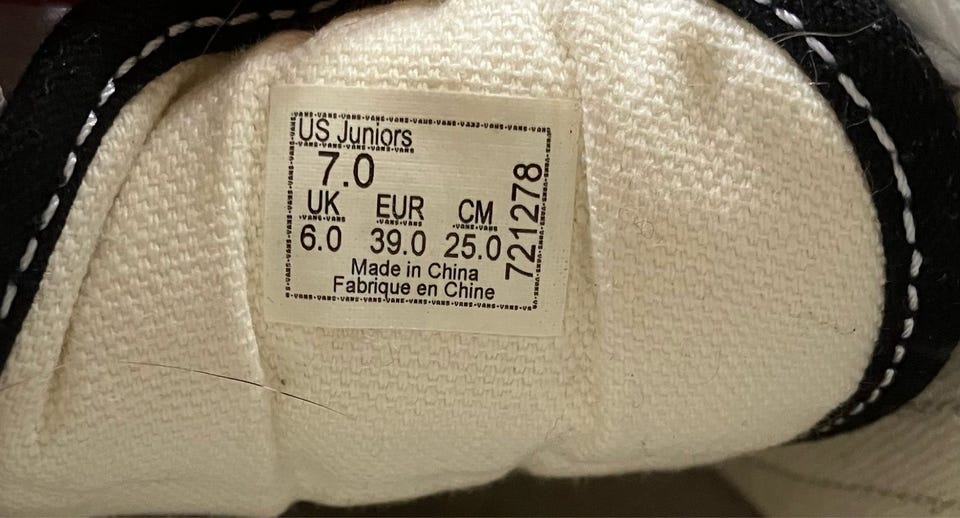 US Juniors
7.0
UK EUR CM
6.0 39.0 25.0
Made in China
Fabrique en Chine
721278